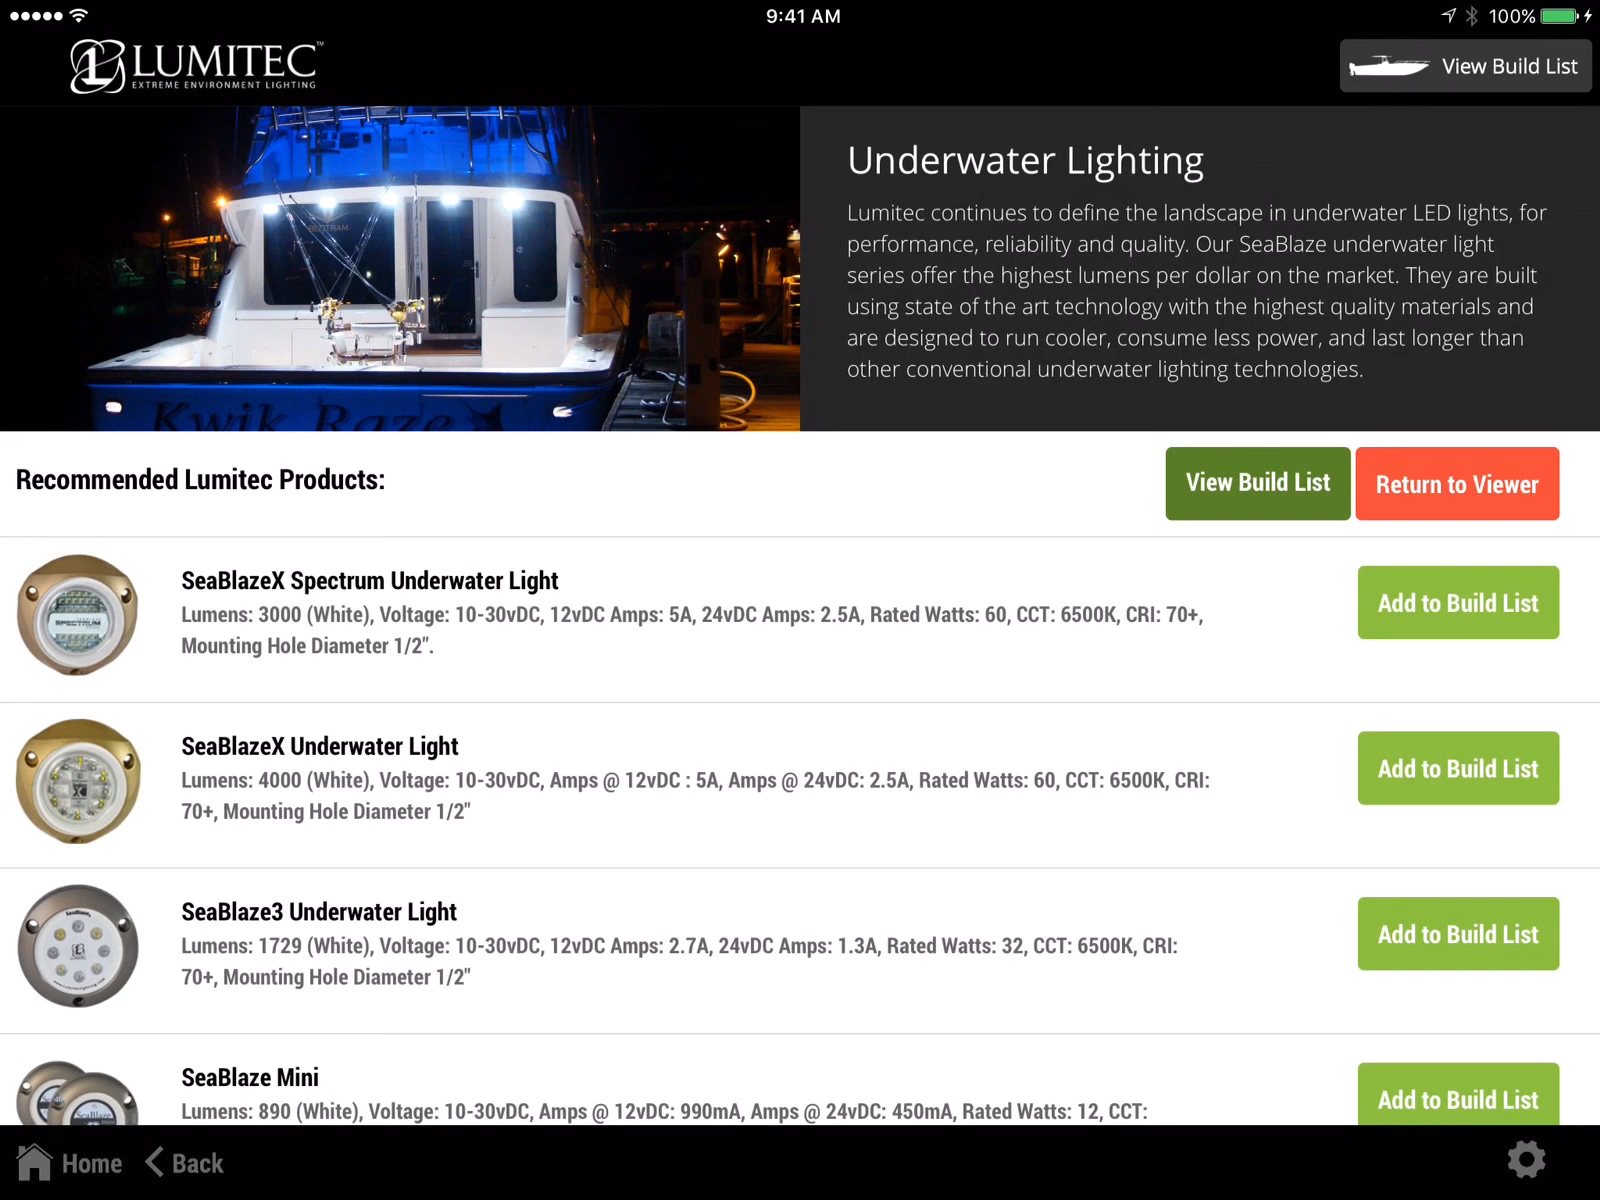 9:41 AM
100%
LUMITEC™
EXTREME ENVIRONMENT LIGHTING
View Build List
BERTRAM
Kwik Raze
Underwater Lighting
Lumitec continues to define the landscape in underwater LED lights, for
performance, reliability and quality. Our SeaBlaze underwater light
series offer the highest lumens per dollar on the market. They are built
using state of the art technology with the highest quality materials and
are designed to run cooler, consume less power, and last longer than
other conventional underwater lighting technologies.
Recommended Lumitec Products:
View Build List
Return to Viewer
SPECTRUM
SeaBlazeX Spectrum Underwater Light
Lumens: 3000 (White), Voltage: 10-30vDC, 12vDC Amps: 5A, 24vDC Amps: 2.5A, Rated Watts: 60, CCT: 6500K, CRI: 70+,
Mounting Hole Diameter 1/2".
Add to Build List
SeaBlazeX Underwater Light
Lumens: 4000 (White), Voltage: 10-30vDC, Amps @ 12vDC : 5A, Amps @ 24vDC: 2.5A, Rated Watts: 60, CCT: 6500K, CRI:
70+, Mounting Hole Diameter 1/2"
Add to Build List
SeaBlaze3
SeaBlaze3 Underwater Light
Lumens: 1729 (White), Voltage: 10-30vDC, 12vDC Amps: 2.7A, 24vDC Amps: 1.3A, Rated Watts: 32, CCT: 6500K, CRI:
70+, Mounting Hole Diameter 1/2"
Add to Build List
SeaBlaze
SeaBlaze Mini
Lumens: 890 (White), Voltage: 10-30vDC, Amps @ 12vDC: 990mA, Amps @ 24vDC: 450mA, Rated Watts: 12, CCT:
Add to Build List
Home
Back